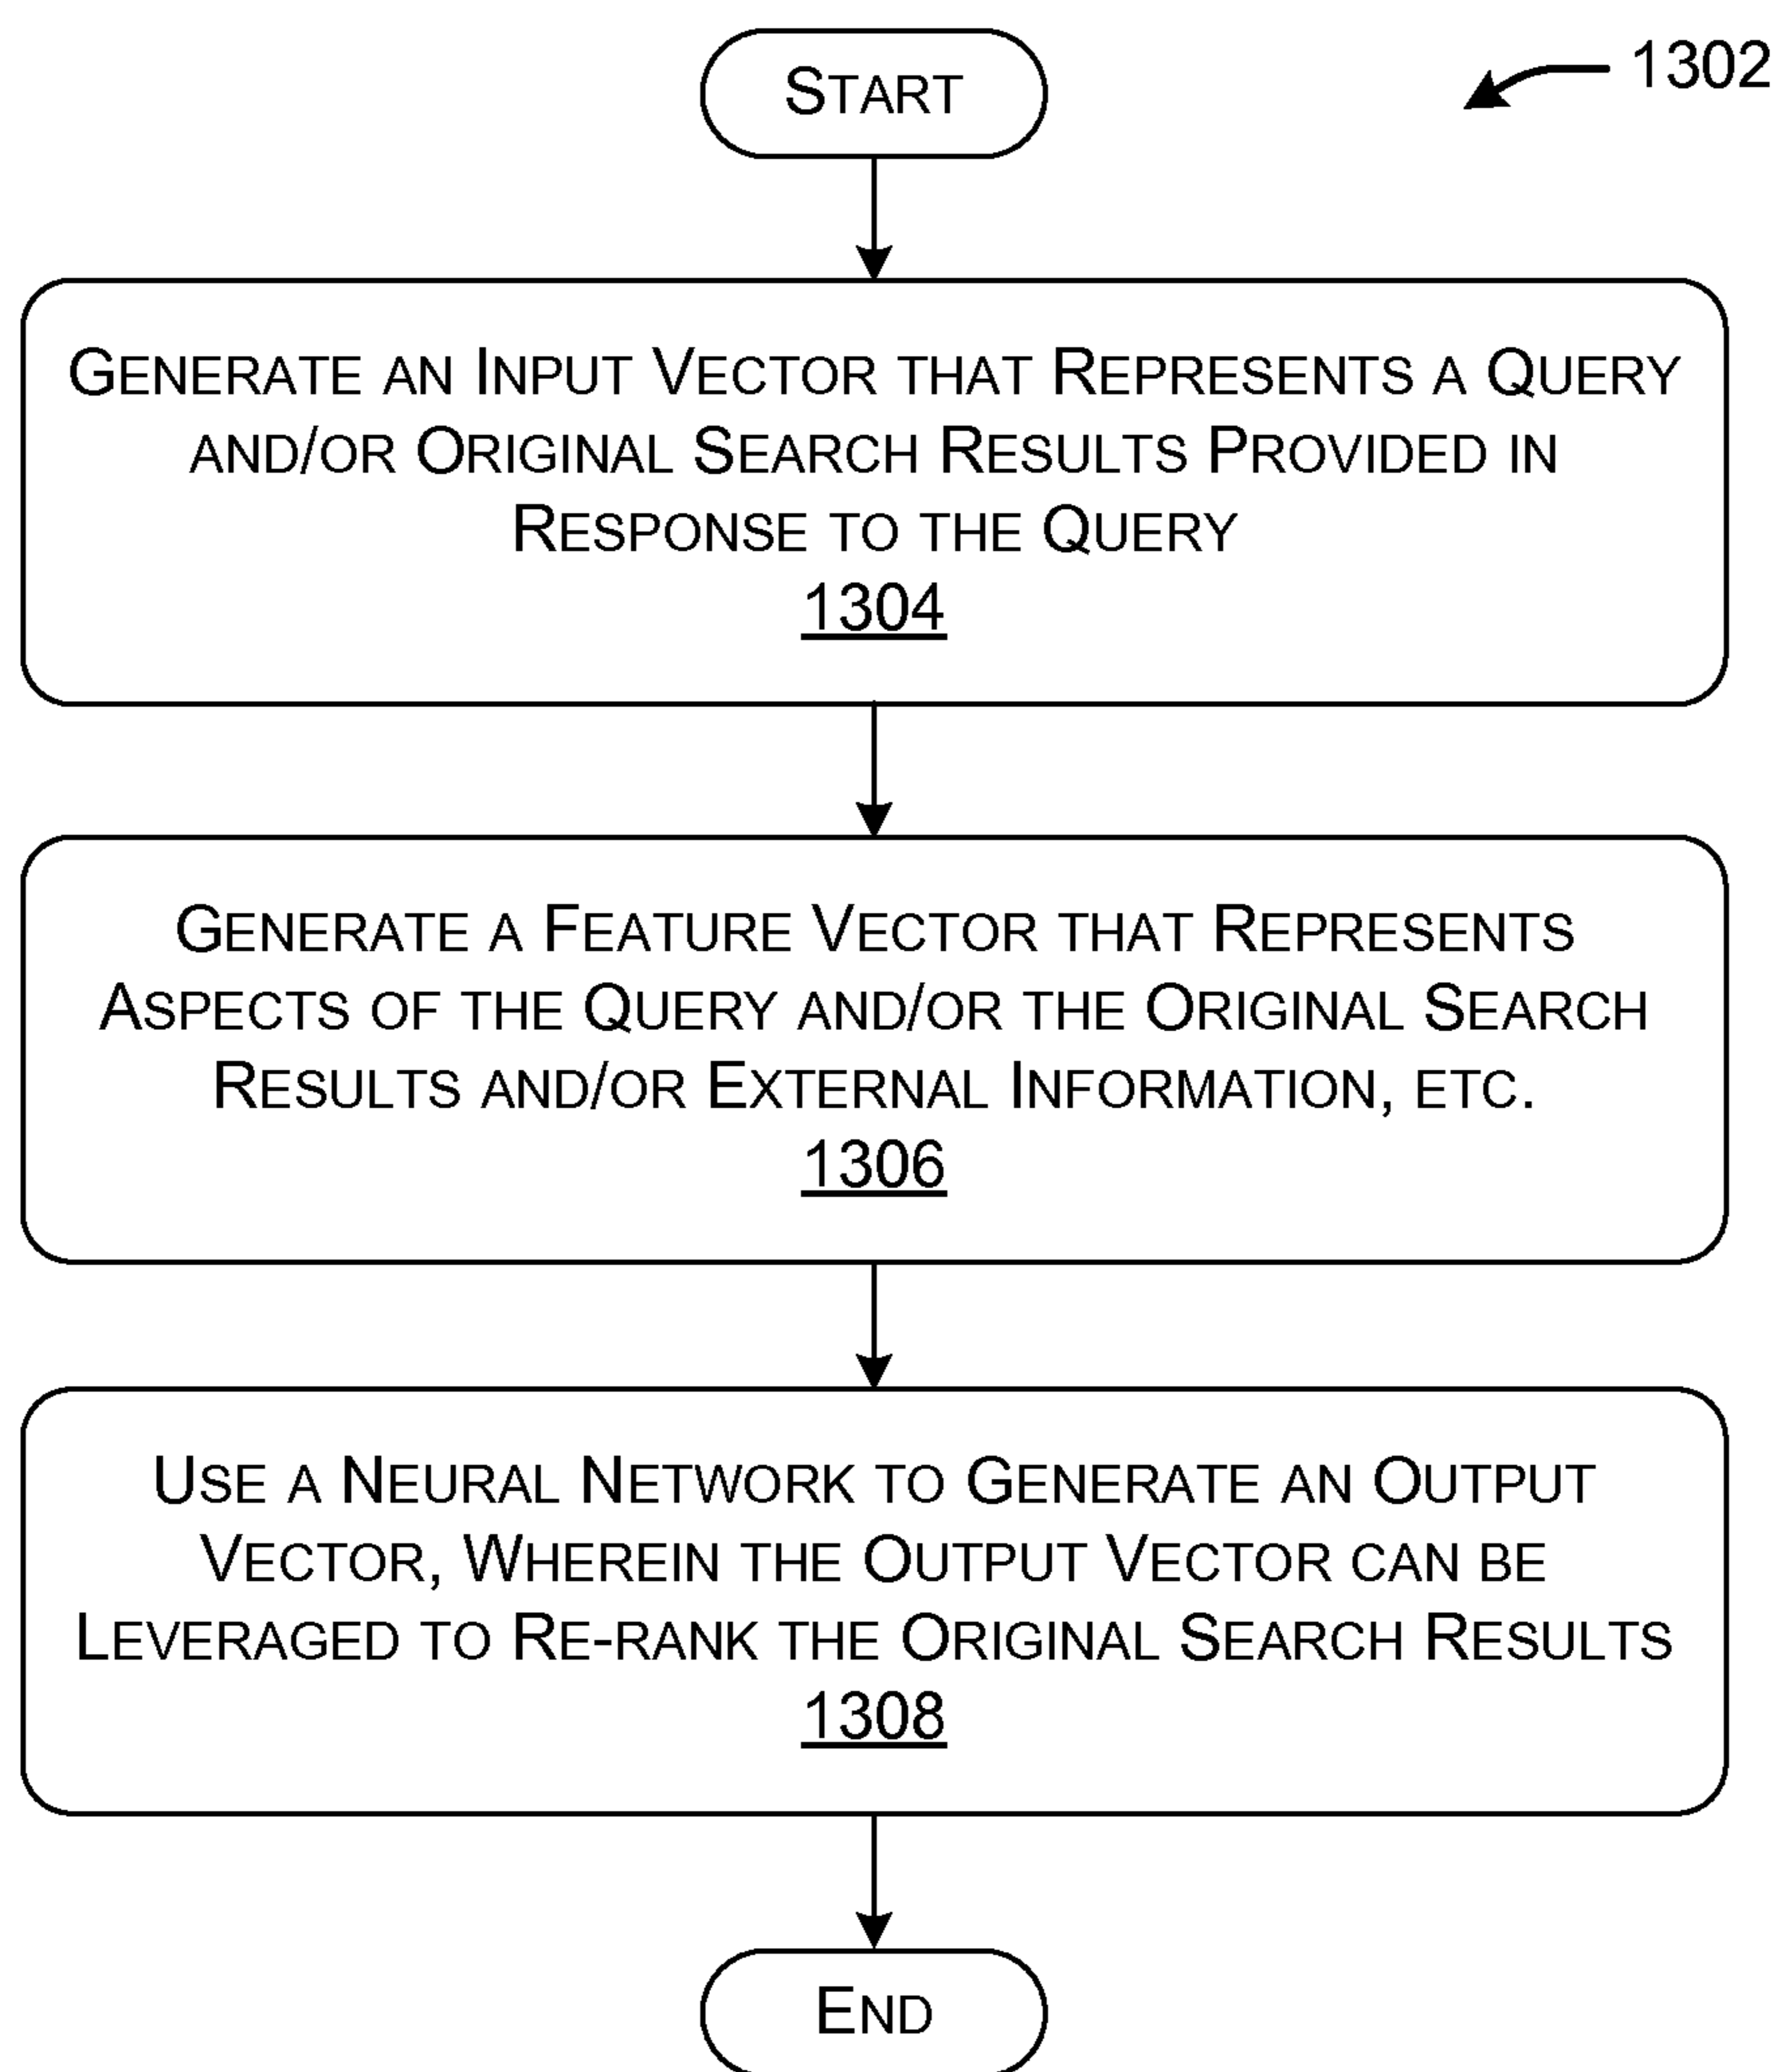 START
1302
GENERATE AN INPUT VECTOR THAT REPRESENTS A QUERY
AND/OR ORIGINAL SEARCH RESULTS PROVIDED IN
RESPONSE TO THE QUERY
1304
GENERATE A FEATURE VECTOR THAT REPRESENTS
ASPECTS OF THE QUERY AND/OR THE ORIGINAL SEARCH
RESULTS AND/OR EXTERNAL INFORMATION, ETC.
1306
USE A NEURAL NETWORK TO GENERATE AN OUTPUT
VECTOR, WHEREIN THE OUTPUT VECTOR CAN BE
LEVERAGED TO RE-RANK THE ORIGINAL SEARCH RESULTS
1308
END